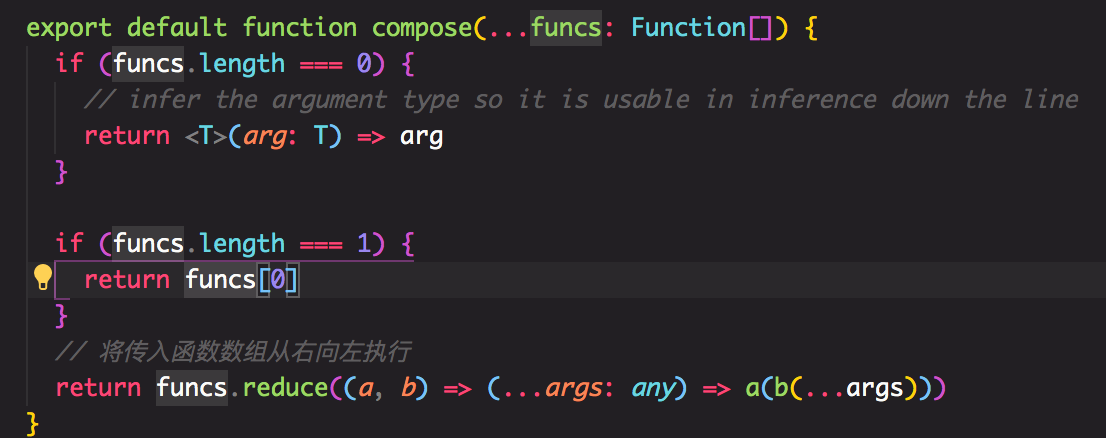 export default function compose(...funcs: Function[]) {
if (funcs.length === 0) {
// infer the argument type so it is usable in inference down the line
return <T>(arg: T) => arg
}
if (funcs.length === 1) {
return funcs[0]
}
// 将传入函数数组从右向左执行
return funcs.reduce((a, b) => (...args: any) => a(b(...args)))
}